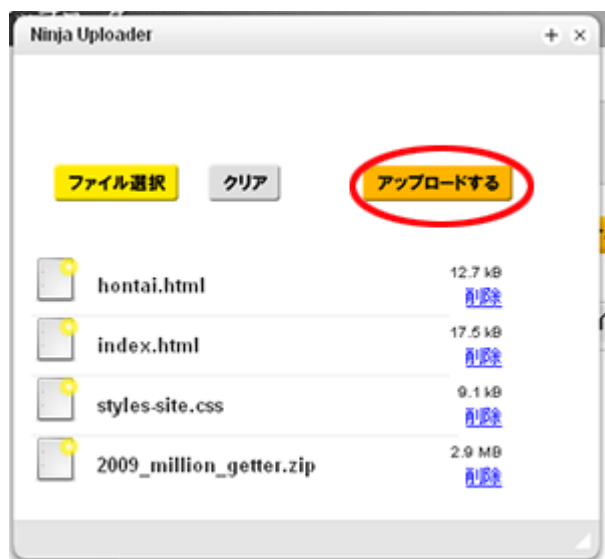 Ninja Uploader
ファイル選択 クリア アップロードする
hontai.html 12.7 kB
削除
index.html 17.5 kB
削除
styles-site.css 9.1 kB
削除
2009_million_getter.zip 2.9 MB
削除